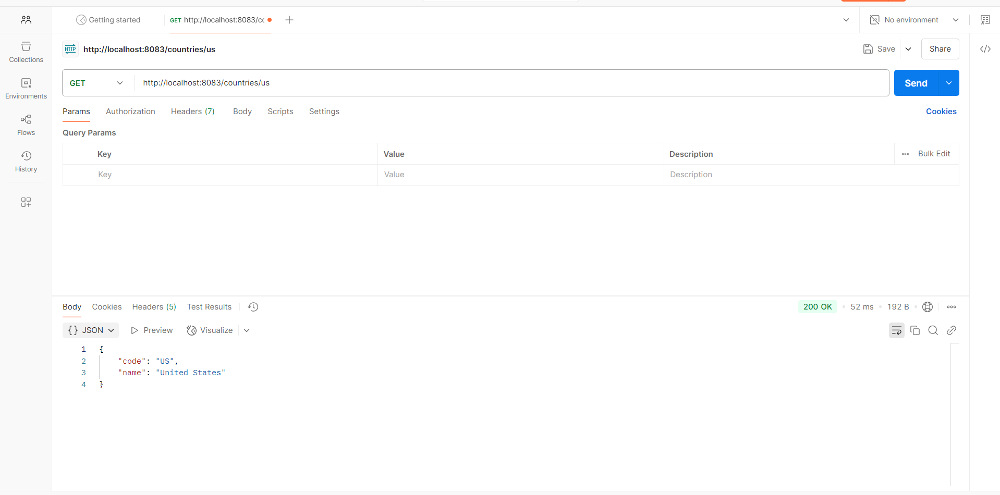 Getting started
GET http://localhost:8083/cc
No environment
Collections
Environments
Flows
History
HTTP http://localhost:8083/countries/us
Save
Share
GET http://localhost:8083/countries/us
Send
Params Authorization Headers (7) Body Scripts Settings
Cookies
Query Params
Key Value Description Bulk Edit
Key Value Description
Body Cookies Headers (5) Test Results
200 OK • 52 ms • 192 B
{} JSON Preview Visualize
1 {
2 "code": "US",
3 "name": "United States"
4 }